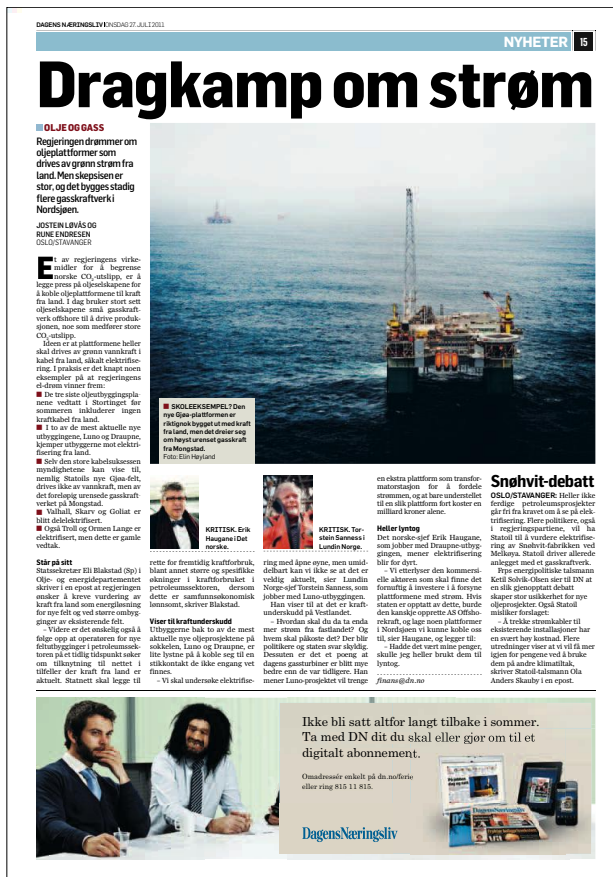 DAGENS NÆRINGSLIV ONSDAG 27. JULI 2011
NYHETER 15
Dragkamp om strøm
OLJE OG GASS
Regjeringen drømmer om
oljeplattformer som
drives av grønn strøm fra
land. Men skepsisen er
stor, og det bygges stadig
flere gasskraftverk i
Nordsjøen.
JOSTEIN LØVÅS OG
RUNE ENDRESEN
OSLO/STAVANGER
Et av regjeringens virke-
midler for å begrense
norske CO₂-utslipp, er å
legge press på oljeselskapene for
å koble oljeplattformene til kraft
fra land. I dag bruker stort sett
oljeselskapene små gasskraft-
verk offshore til å drive produk-
sjonen, noe som medfører store
CO₂-utslipp.
Ideen er at plattformene heller
skal drives av grønn vannkraft i
kabel fra land, såkalt elektrifise-
ring. I praksis er det knapt noen
eksempler på at regjeringens
el-drøm vinner frem:
■ De tre siste oljeutbyggingspla-
nene vedtatt i Stortinget før
sommeren inkluderer ingen
kraftkabel fra land.
■ I to av de mest aktuelle nye
utbyggingene, Luno og Draupne,
kjemper utbyggerne mot elektri-
fisering fra land.
■ Selv den store kabelsuksessen
myndighetene kan vise til,
nemlig Statoils nye Gjøa-felt,
drives ikke av vannkraft, men av
det foreløpig urensede gasskraft-
verket på Mongstad.
■ Valhall, Skarv og Goliat er
blitt delelektrifisert.
■ Også Troll og Ormen Lange er
elektrifisert, men dette er gamle
vedtak.
Står på sitt
Statssekretær Eli Blakstad (Sp) i
Olje- og energidepartementet
skriver i en epost at regjeringen
ønsker å kreve vurdering av
kraft fra land som energiløsning
for nye felt og ved større ombyg-
ginger av eksisterende felt.
– Videre er det ønskelig også å
følge opp at operatøren for nye
feltutbygginger i petroleumssek-
toren på et tidlig tidspunkt søker
om tilknytning til nettet i
tilfeller der kraft fra land er
aktuelt. Statnett skal legge til
■ SKOLEEKSEMPEL? Den
nye Gjøa-plattformen er
riktignok bygget ut med kraft
fra land, men det dreier seg
om høyst urenset gasskraft
fra Mongstad.
Foto: Elin Høyland
KRITISK. Erik
Haugane i Det
norske.
rette for fremtidig kraftforbruk,
blant annet større og spesifikke
økninger i kraftforbruket i
petroleumssektoren, dersom
dette er samfunnsøkonomisk
lønnsomt, skriver Blakstad.
Viser til kraftunderskudd
Utbyggerne bak to av de mest
aktuelle nye oljeprosjektene på
sokkelen, Luno og Draupne, er
lite lystne på å koble seg til en
stikkontakt de ikke engang vet
finnes.
– Vi skal undersøke elektrifise-
KRITISK. Tor-
stein Sanness i
Lundin Norge.
ring med åpne øyne, men umid-
delbart kan vi ikke se at det er
veldig aktuelt, sier Lundin
Norge-sjef Torstein Sanness, som
jobber med Luno-utbyggingen.
Han viser til at det er kraft-
underskudd på Vestlandet.
– Hvordan skal du da ta enda
mer strøm fra fastlandet? Og
hvem skal påkoste det? Der blir
politikere og staten svar skyldig.
Dessuten er det et poeng at
dagens gassturbiner er blitt mye
bedre enn de var tidligere. Han
mener Luno-prosjektet vil trenge
en ekstra plattform som transfor-
matorstasjon for å fordele
strømmen, og at bare understellet
til en slik plattform fort koster en
milliard kroner alene.
Heller lyntog
Det norske-sjef Erik Haugane,
som jobber med Draupne-utbyg-
gingen, mener elektrifisering
blir for dyrt.
– Vi etterlyser den kommersi-
elle aktøren som skal finne det
fornuftig å investere i å forsyne
plattformene med strøm. Hvis
staten er opptatt av dette, burde
den kanskje opprette AS Offsho-
rekraft, og lage noen plattformer
i Nordsjøen vi kunne koble oss
til, sier Haugane, og legger til:
– Hadde det vært mine penger,
skulle jeg heller brukt dem til
lyntog.
finans@dn.no
Snøhvit-debatt
OSLO/STAVANGER: Heller ikke
ferdige petroleumsprosjekter
går fri fra kravet om å se på elek-
trifisering. Flere politikere, også
i regjeringspartiene, vil ha
Statoil til å vurdere elektrifise-
ring av Snøhvit-fabrikken ved
Melkøya. Statoil driver allerede
anlegget med et gasskraftverk.
Frps energipolitiske talsmann
Ketil Solvik-Olsen sier til DN at
en slik gjenopptatt debatt
skaper stor usikkerhet for nye
oljeprosjekter. Også Statoil
misliker forslaget:
– Å trekke strømkabler til
eksisterende installasjoner har
en svært høy kostnad. Flere
utredninger viser at vi vil få mer
igjen for pengene ved å bruke
dem på andre klimatiltak,
skriver Statoil-talsmann Ola
Anders Skauby i en epost.
Ikke bli satt altfor langt tilbake i sommer.
Ta med DN dit du skal eller gjør om til et
digitalt abonnement.
Omadressér enkelt på dn.no/ferie
eller ring 815 11 815.
DagensNæringsliv
DagensNæringsliv
D2